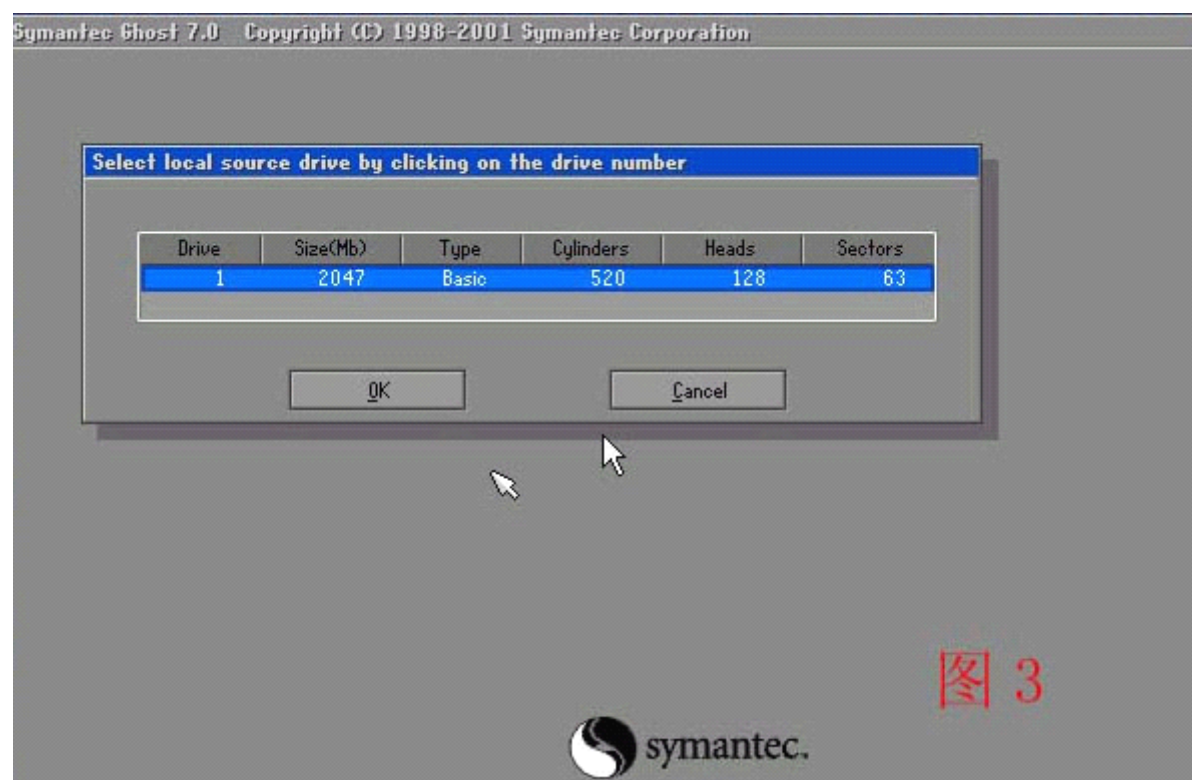 Symantec Ghost 7.0 Copyright (C) 1998-2001 Symantec Corporation
Select local source drive by clicking on the drive number
Drive Size(Mb) Type Cylinders Heads Sectors
1 2047 Basic 520 128 63
OK Cancel
图 3
symantec.